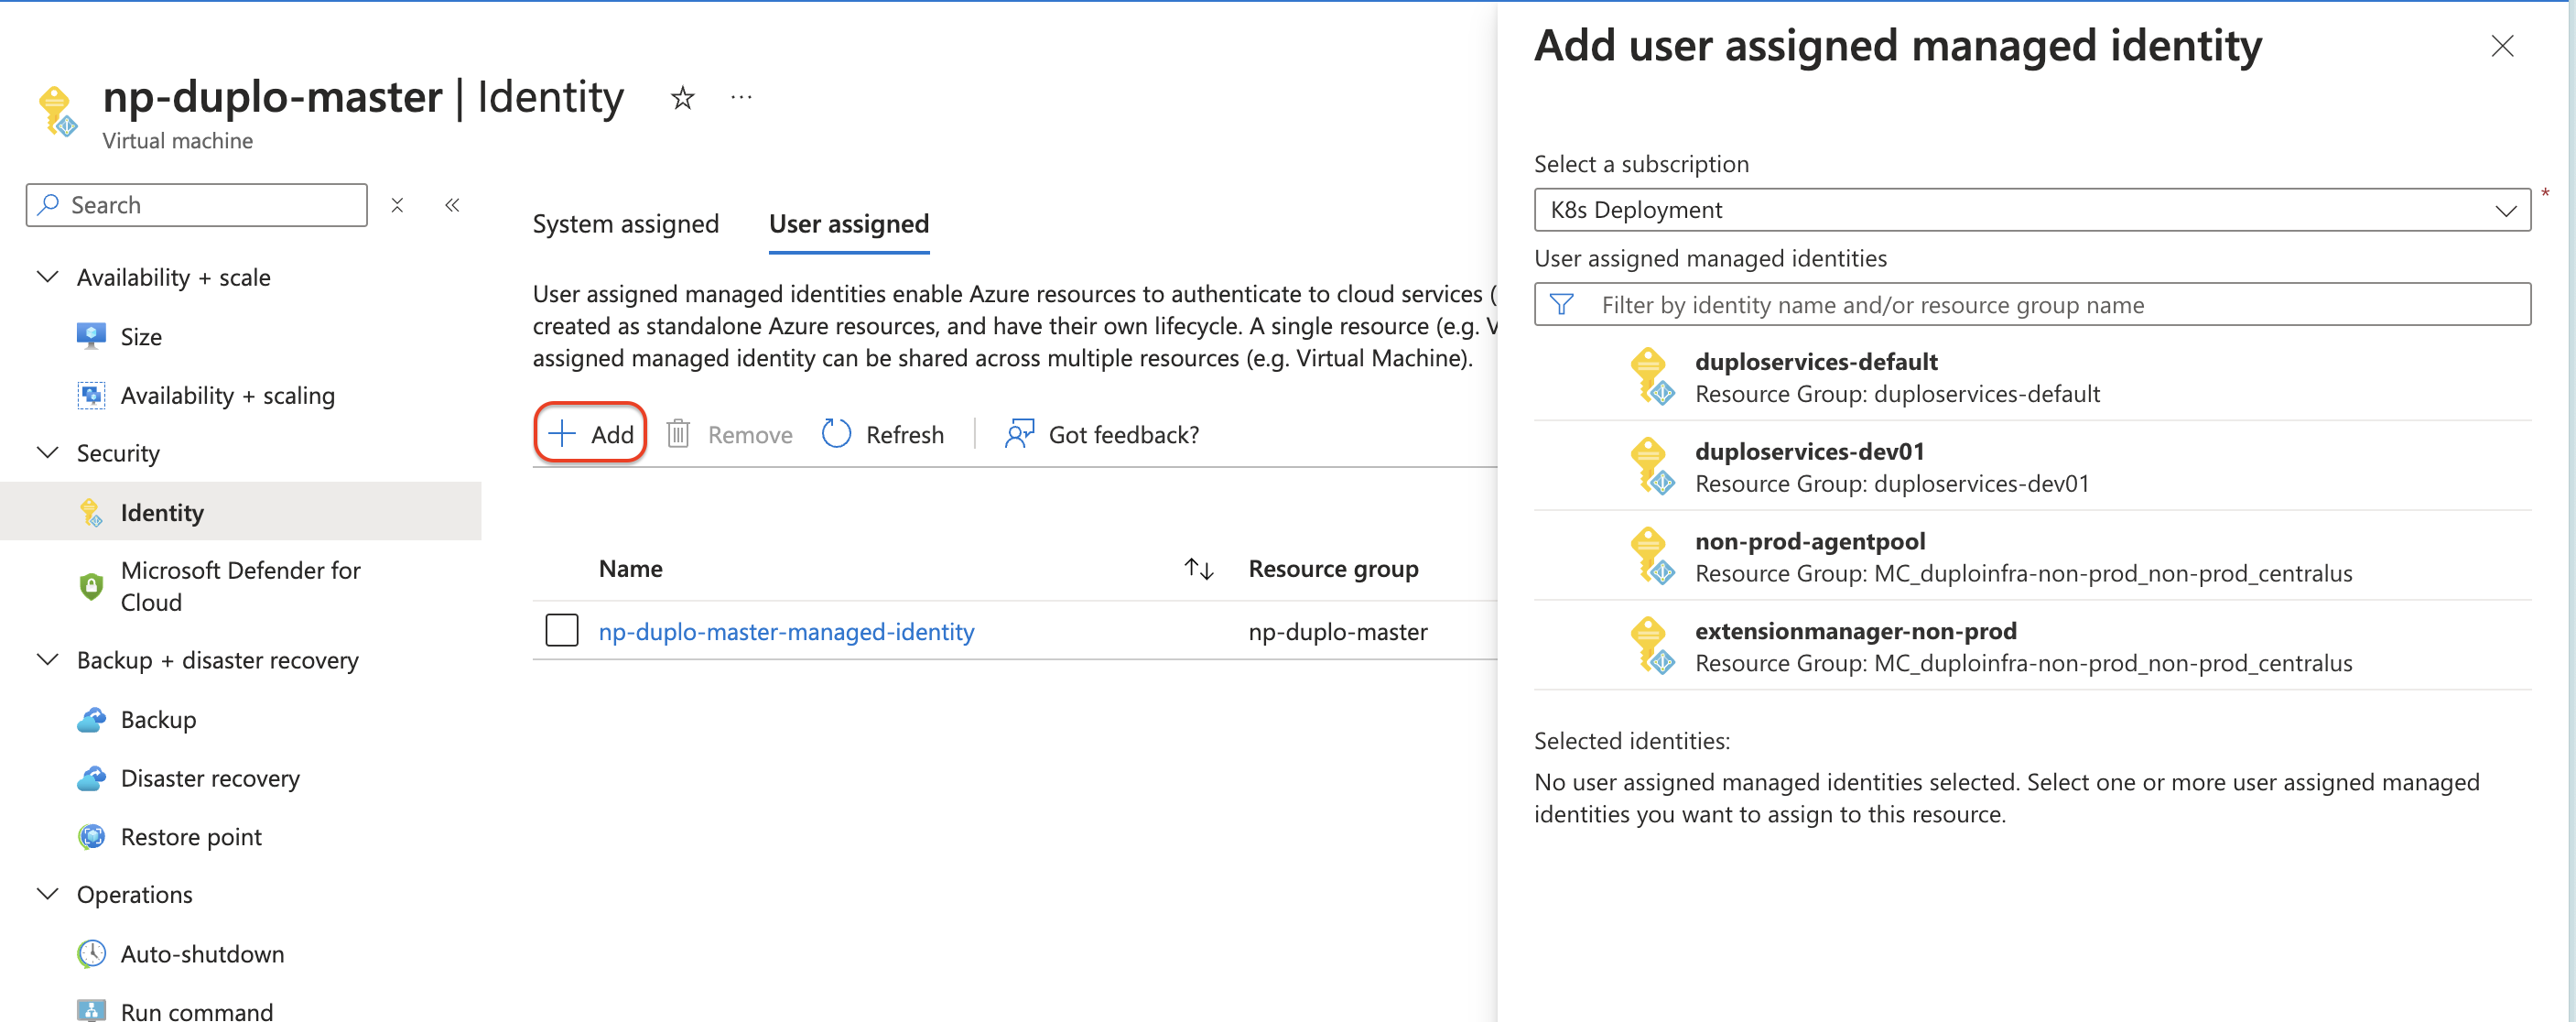 np-duplo-master | Identity
Virtual machine
Search
Availability + scale
Size
Availability + scaling
Security
Identity
Microsoft Defender for
Cloud
Backup + disaster recovery
Backup
Disaster recovery
Restore point
Operations
Auto-shutdown
Run command
System assigned
User assigned
User assigned managed identities enable Azure resources to authenticate to cloud services (
created as standalone Azure resources, and have their own lifecycle. A single resource (e.g. V
assigned managed identity can be shared across multiple resources (e.g. Virtual Machine).
Add
Remove
Refresh
Got feedback?
Name
Resource group
np-duplo-master-managed-identity
np-duplo-master
Add user assigned managed identity
Select a subscription
K8s Deployment
*
User assigned managed identities
Filter by identity name and/or resource group name
duploservices-default
Resource Group: duploservices-default
duploservices-dev01
Resource Group: duploservices-dev01
non-prod-agentpool
Resource Group: MC_duploinfra-non-prod_non-prod_centralus
extensionmanager-non-prod
Resource Group: MC_duploinfra-non-prod_non-prod_centralus
Selected identities:
No user assigned managed identities selected. Select one or more user assigned managed
identities you want to assign to this resource.